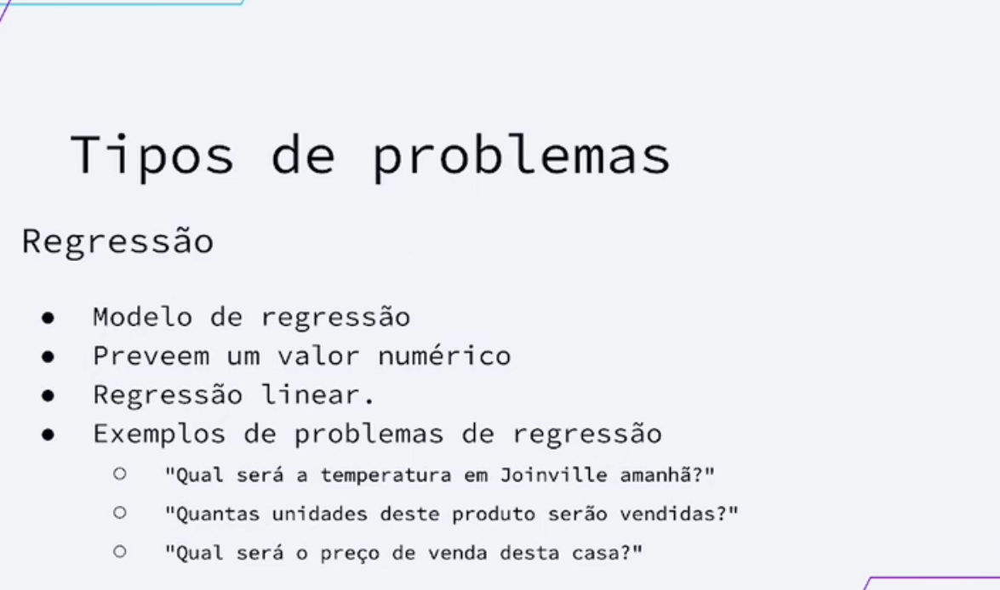 Tipos de problemas
Regressão
● Modelo de regressão
● Preveem um valor numérico
● Regressão linear.
● Exemplos de problemas de regressão
○ "Qual será a temperatura em Joinville amanhã?"
○ "Quantas unidades deste produto serão vendidas?"
○ "Qual será o preço de venda desta casa?"